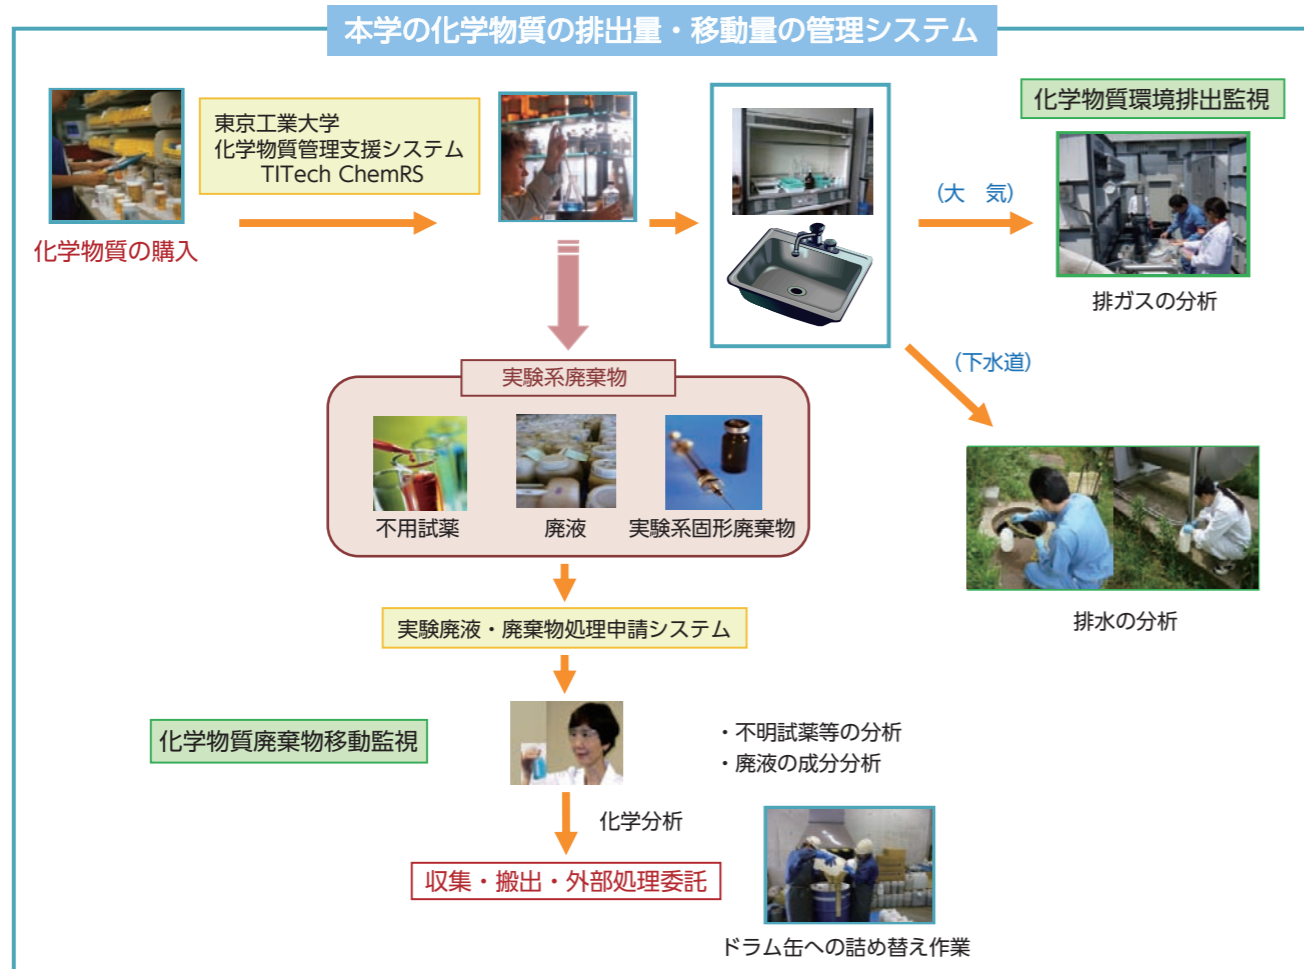 本学の化学物質の排出量・移動量の管理システム
東京工業大学
化学物質管理支援システム
TITech ChemRS
化学物質の購入
化学物質環境排出監視
(大　気)
排ガスの分析
(下水道)
排水の分析
実験系廃棄物
不用試薬
廃液
実験系固形廃棄物
実験廃液・廃棄物処理申請システム
化学物質廃棄物移動監視
・不明試薬等の分析
・廃液の成分分析
化学分析
収集・搬出・外部処理委託
ドラム缶への詰め替え作業